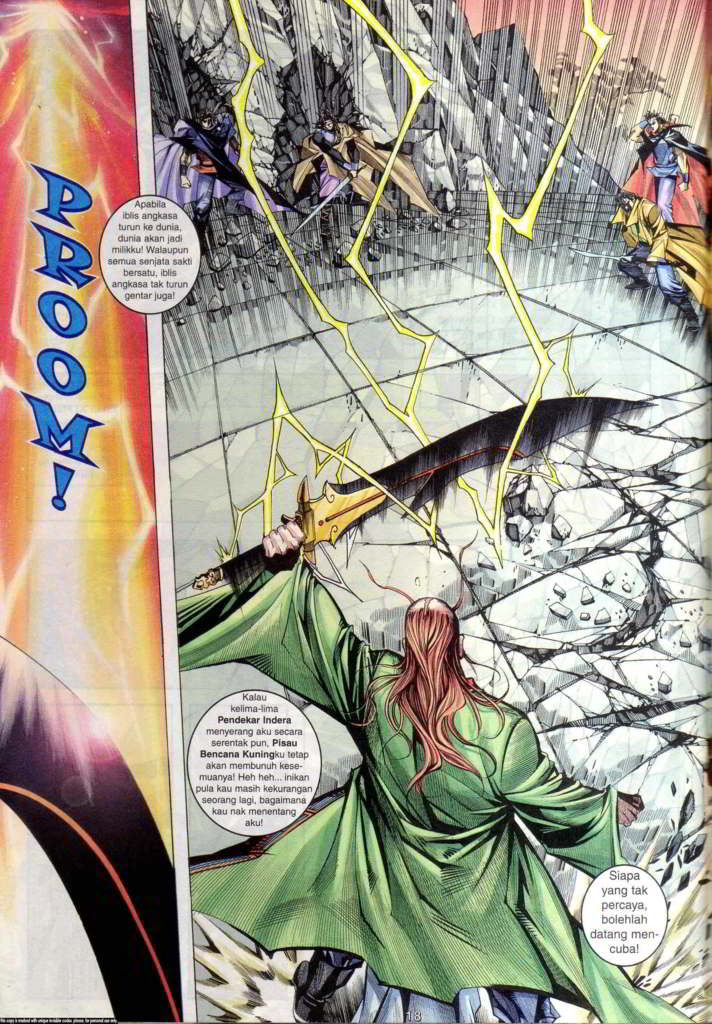 PROOM!
Apabila
iblis angkasa
turun ke dunia,
dunia akan jadi
milikku! Walaupun
semua senjata sakti
bersatu, iblis
angkasa tak turun
gentar juga!
Kalau
kelima-lima
Pendekar Indera
menyerang aku secara
serentak pun, Pisau
Bencana Kuningku tetap
akan membunuh kese-
muanya! Heh heh... inikan
pula kau masih kekurangan
seorang lagi, bagaimana
kau nak menentang
aku!
Siapa
yang tak
percaya,
bolehlah
datang men-
cuba!
18